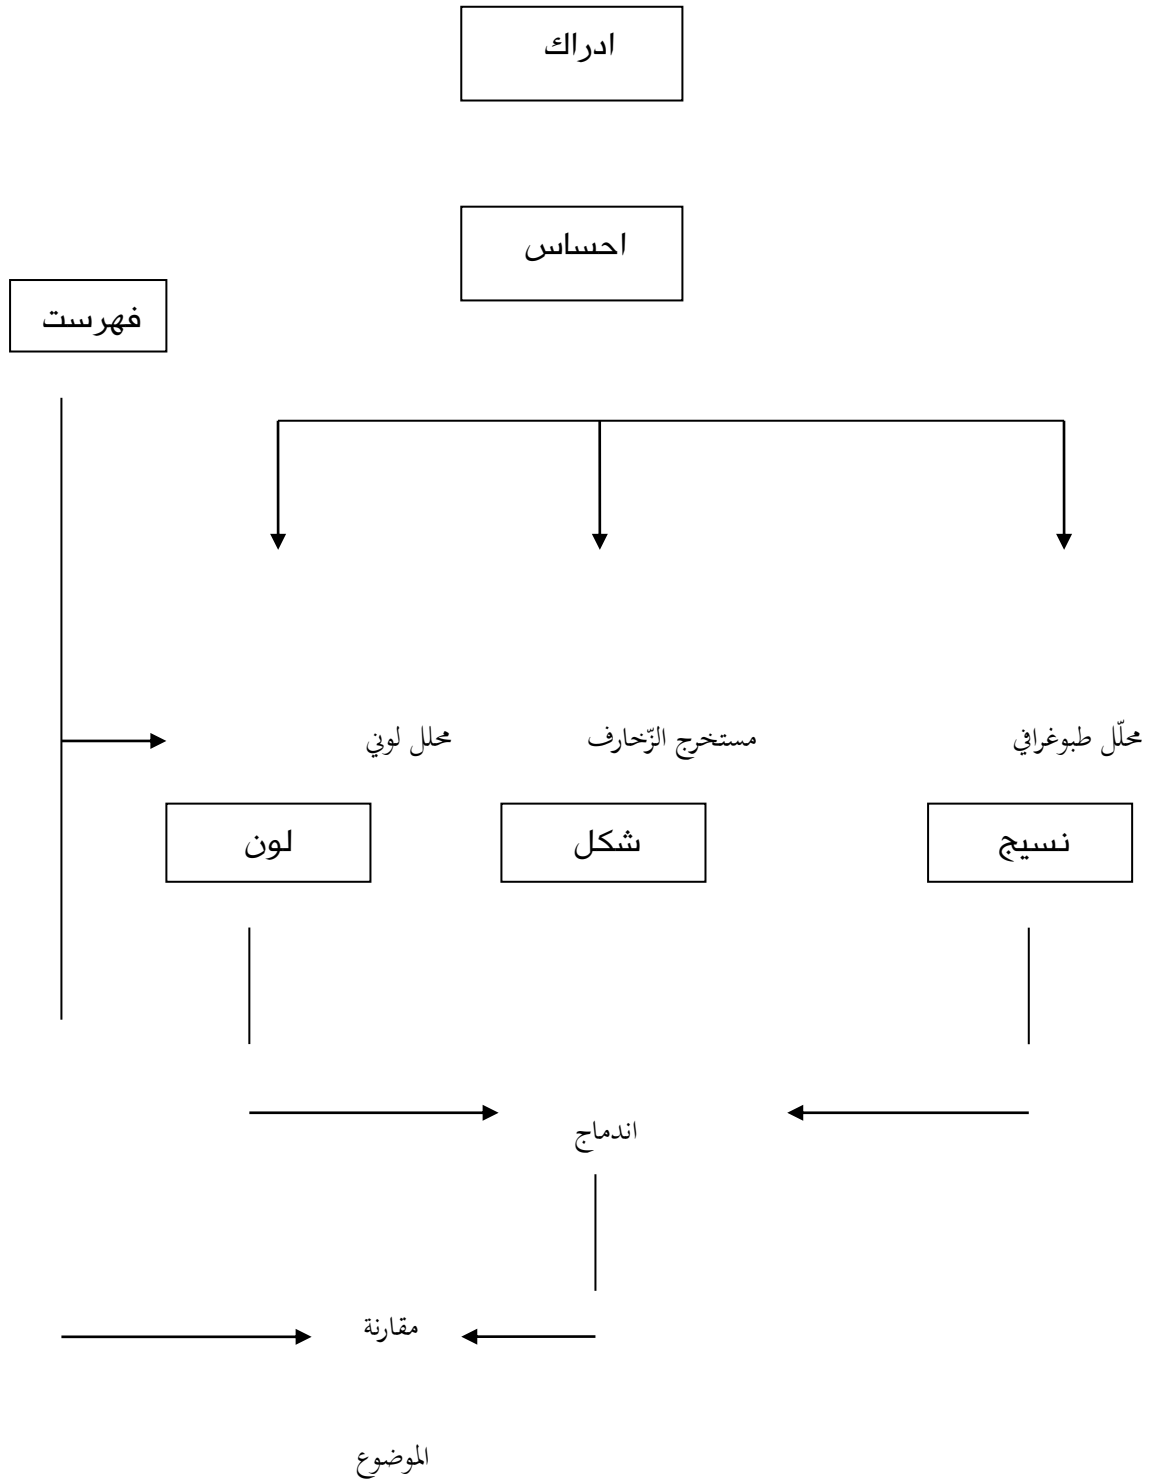 ادراك
احساس
فهرست
محلّل طبوغرافي
مستخرج الزّخارف
محلل لوني
نسيج
شكل
لون
اندماج
مقارنة
الموضوع